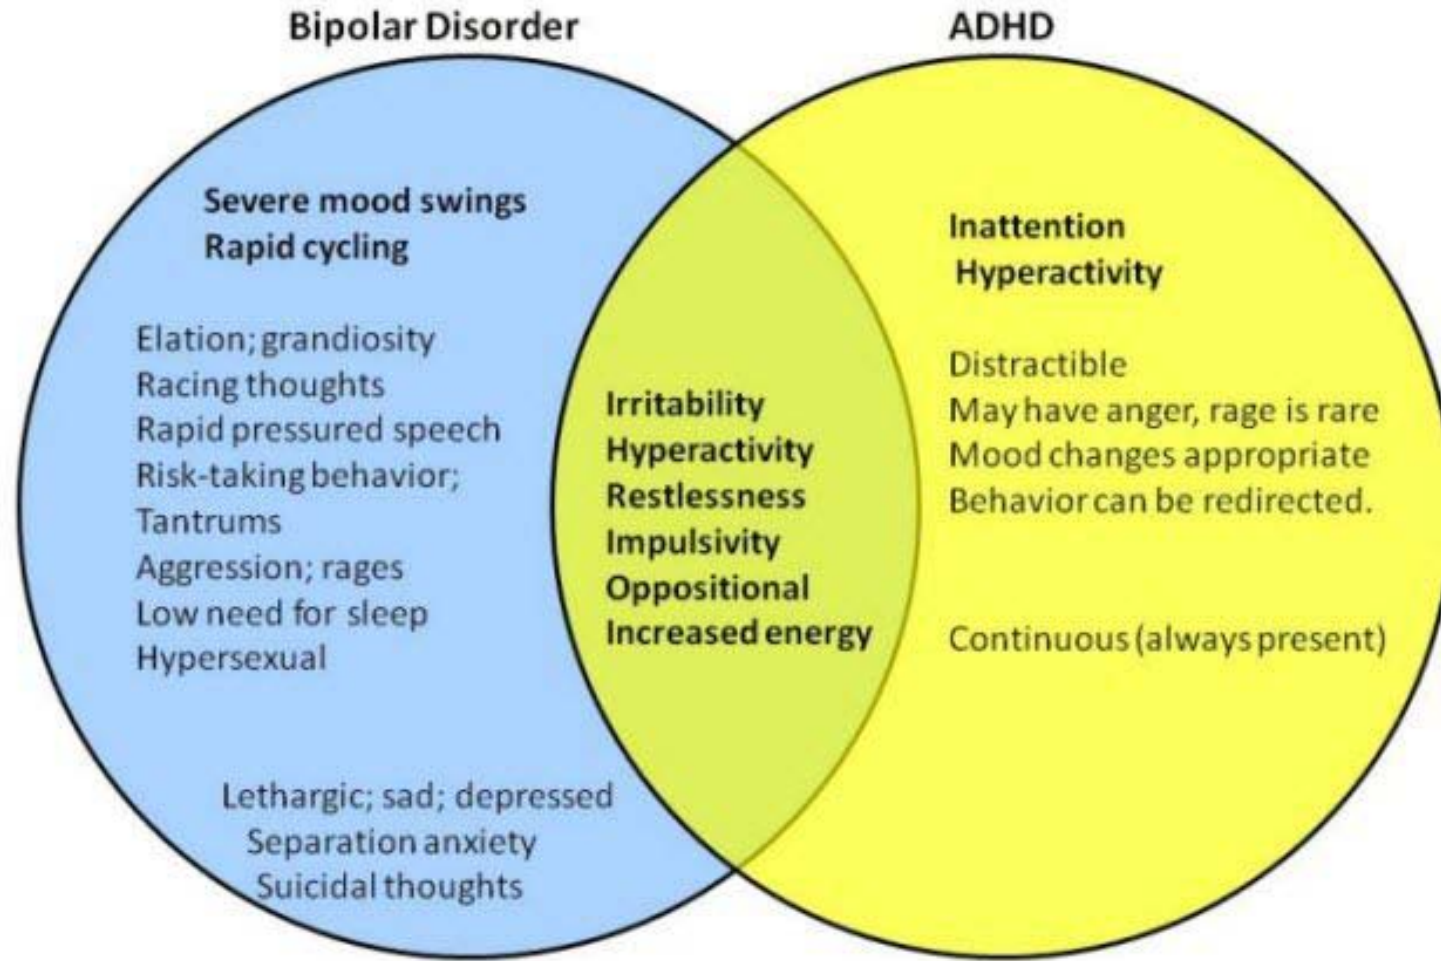 Bipolar Disorder
ADHD
Severe mood swings
Rapid cycling
Elation; grandiosity
Racing thoughts
Rapid pressured speech
Risk-taking behavior;
Tantrums
Aggression; rages
Low need for sleep
Hypersexual
Lethargic; sad; depressed
Separation anxiety
Suicidal thoughts
Irritability
Hyperactivity
Restlessness
Impulsivity
Oppositional
Increased energy
Inattention
Hyperactivity
Distractible
May have anger, rage is rare
Mood changes appropriate
Behavior can be redirected.
Continuous (always present)